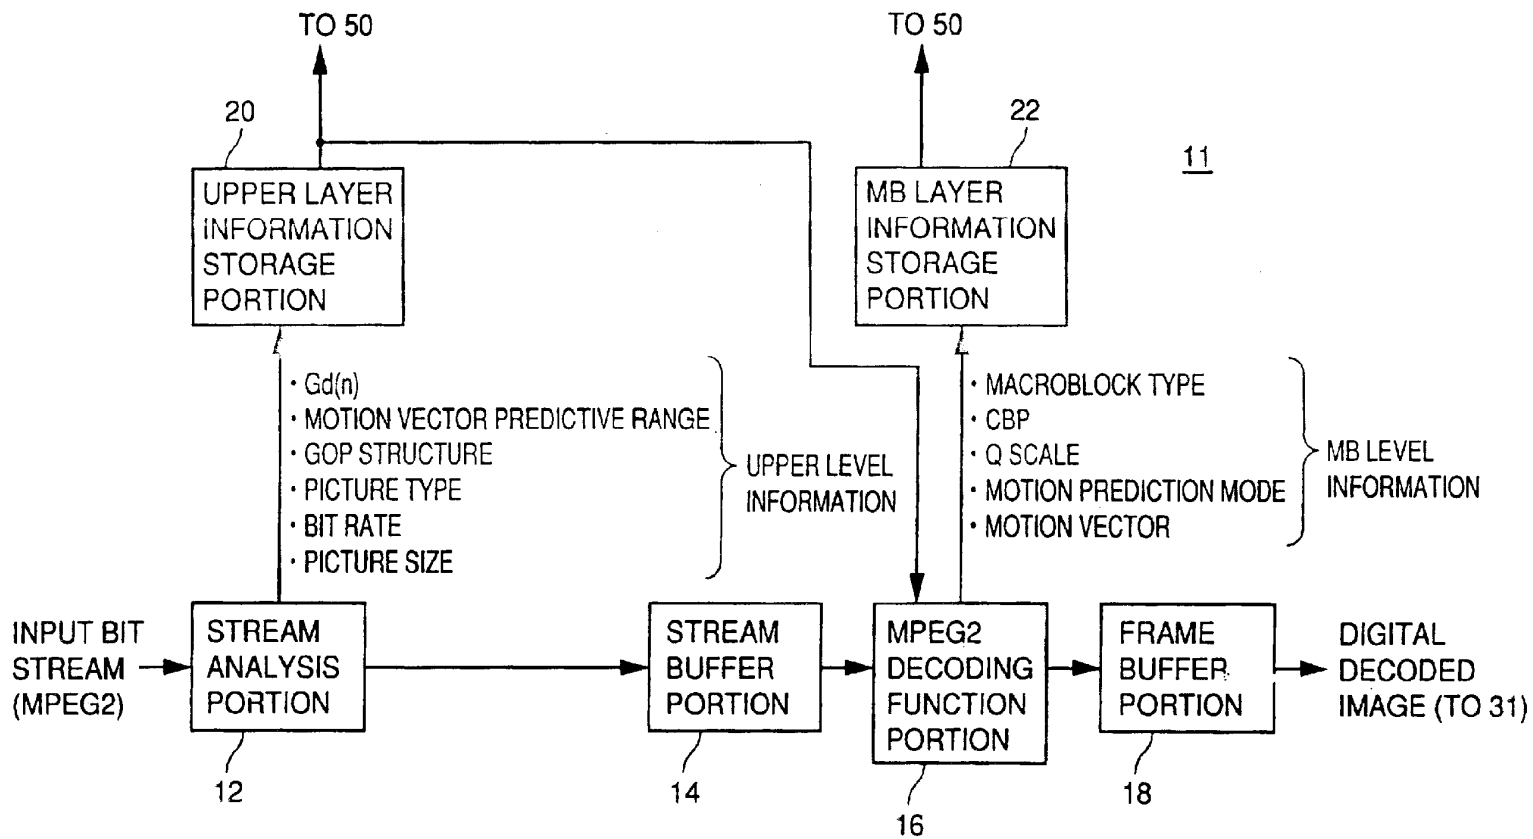 TO 50
TO 50
20
22
11
UPPER LAYER
INFORMATION
STORAGE
PORTION
MB LAYER
INFORMATION
STORAGE
PORTION
· Gd(n)
· MOTION VECTOR PREDICTIVE RANGE
· GOP STRUCTURE
· PICTURE TYPE
· BIT RATE
· PICTURE SIZE
UPPER LEVEL
INFORMATION
· MACROBLOCK TYPE
· CBP
· Q SCALE
· MOTION PREDICTION MODE
· MOTION VECTOR
MB LEVEL
INFORMATION
INPUT BIT
STREAM
(MPEG2)
STREAM
ANALYSIS
PORTION
STREAM
BUFFER
PORTION
MPEG2
DECODING
FUNCTION
PORTION
FRAME
BUFFER
PORTION
DIGITAL
DECODED
IMAGE (TO 31)
12
14
16
18